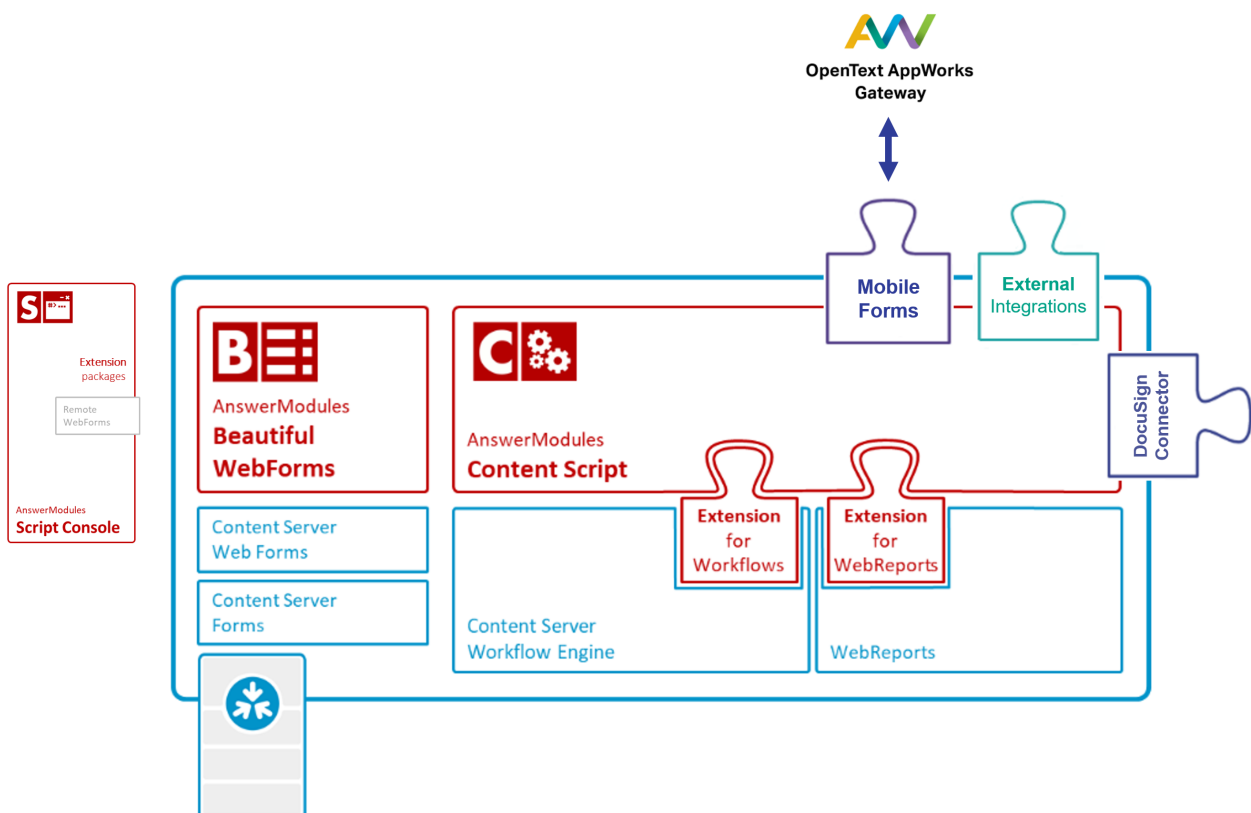 OpenText AppWorks
Gateway
Mobile
Forms
External
Integrations
DocuSign
Connector
S
Extension
packages
Remote
WebForms
AnswerModules
Script Console
B
AnswerModules
Beautiful
WebForms
C
AnswerModules
Content Script
Extension
for
Workflows
Extension
for
WebReports
Content Server
Web Forms
Content Server
Forms
Content Server
Workflow Engine
WebReports